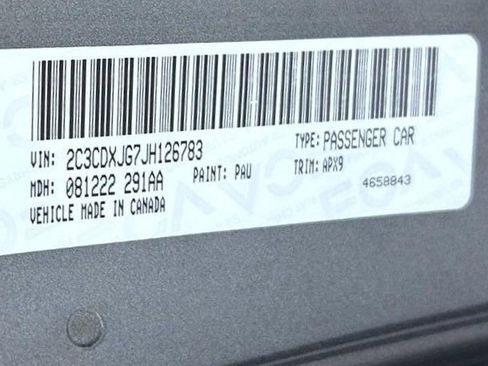 VIN: 2C3CDXJG7JH126783 TYPE: PASSENGER CAR
MDH: 081222 291AA PAINT: PAU TRIM: APX9
VEHICLE MADE IN CANADA 4658843